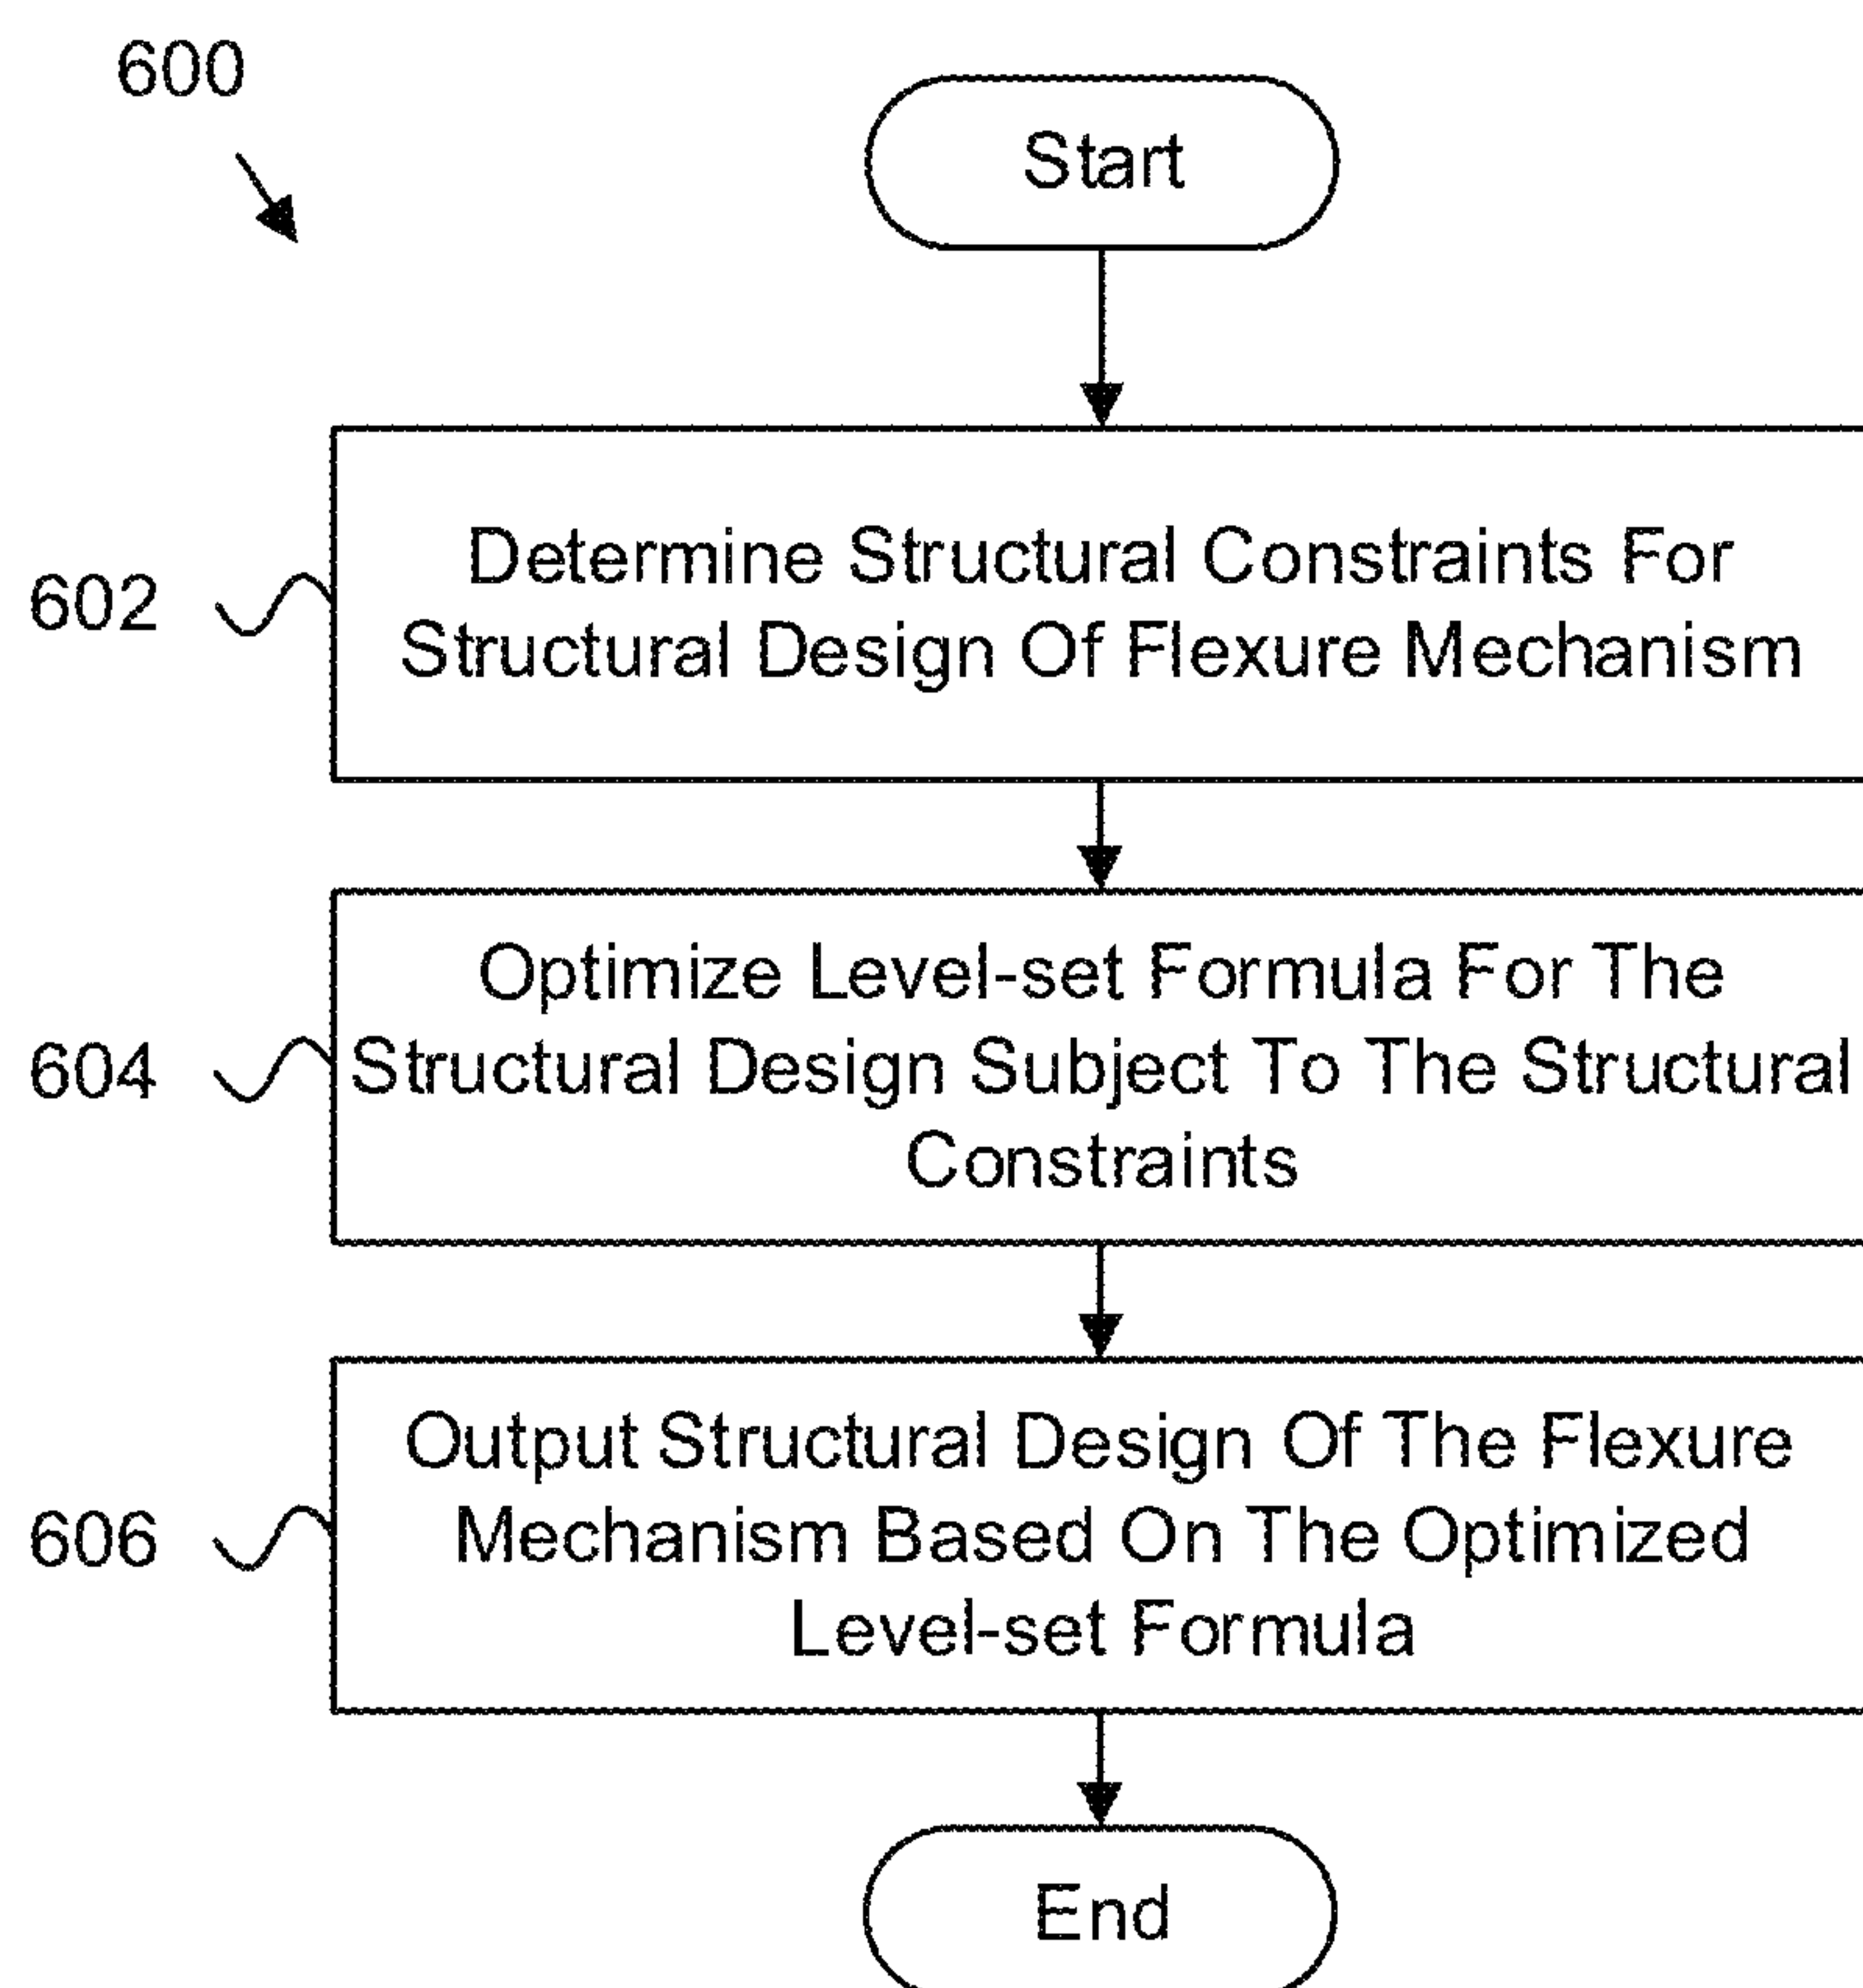 600
Start
602
Determine Structural Constraints For
Structural Design Of Flexure Mechanism
604
Optimize Level-set Formula For The
Structural Design Subject To The Structural
Constraints
606
Output Structural Design Of The Flexure
Mechanism Based On The Optimized
Level-set Formula
End